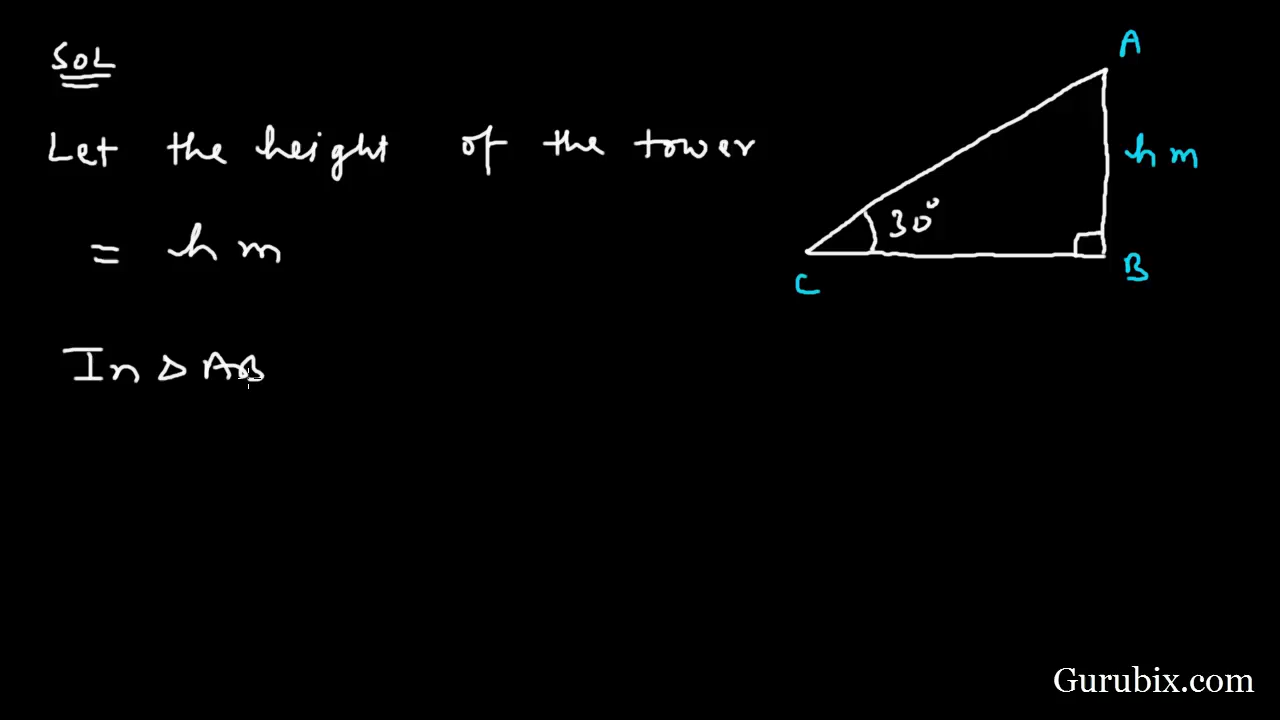 SOL
Let the height of the tower
= h m
In Δ AB
A
h m
30°
C
B
Gurubix.com